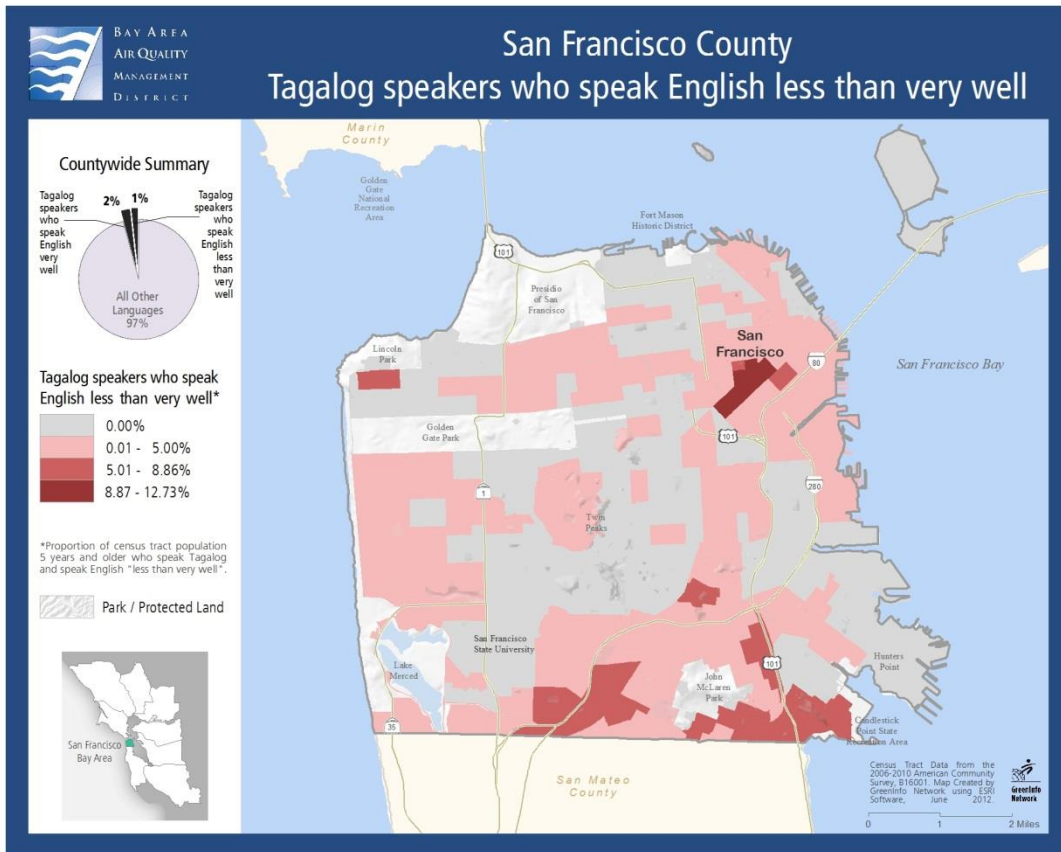 BAY AREA
AIR QUALITY
MANAGEMENT
DISTRICT
San Francisco County
Tagalog speakers who speak English less than very well
Countywide Summary
Tagalog
speakers
who
speak
English
very
well
2%
1%
Tagalog
speakers
who
speak
English
less
than
very
well
All Other
Languages
97%
Tagalog speakers who speak
English less than very well*
0.00%
0.01 - 5.00%
5.01 - 8.86%
8.87 - 12.73%
*Proportion of census tract population
5 years and older who speak Tagalog
and speak English "less than very well".
Park / Protected Land
San Francisco
Bay Area
Marin
County
Golden
Gate
National
Recreation
Area
Fort Mason
Historic District
101
Presidio
of San
Francisco
Lincoln
Park
San
Francisco
80
San Francisco Bay
Golden
Gate Park
101
1
280
Twin
Peaks
San Francisco
State University
Lake
Merced
35
John
McLaren
Park
101
Hunters
Point
Candlestick
Point State
Recreation Area
San Mateo
County
Census Tract Data from the
2006-2010 American Community
Survey, B16001. Map Created by
GreenInfo Network using ESRI
Software, June 2012.
GreenInfo
Network
0 1 2 Miles